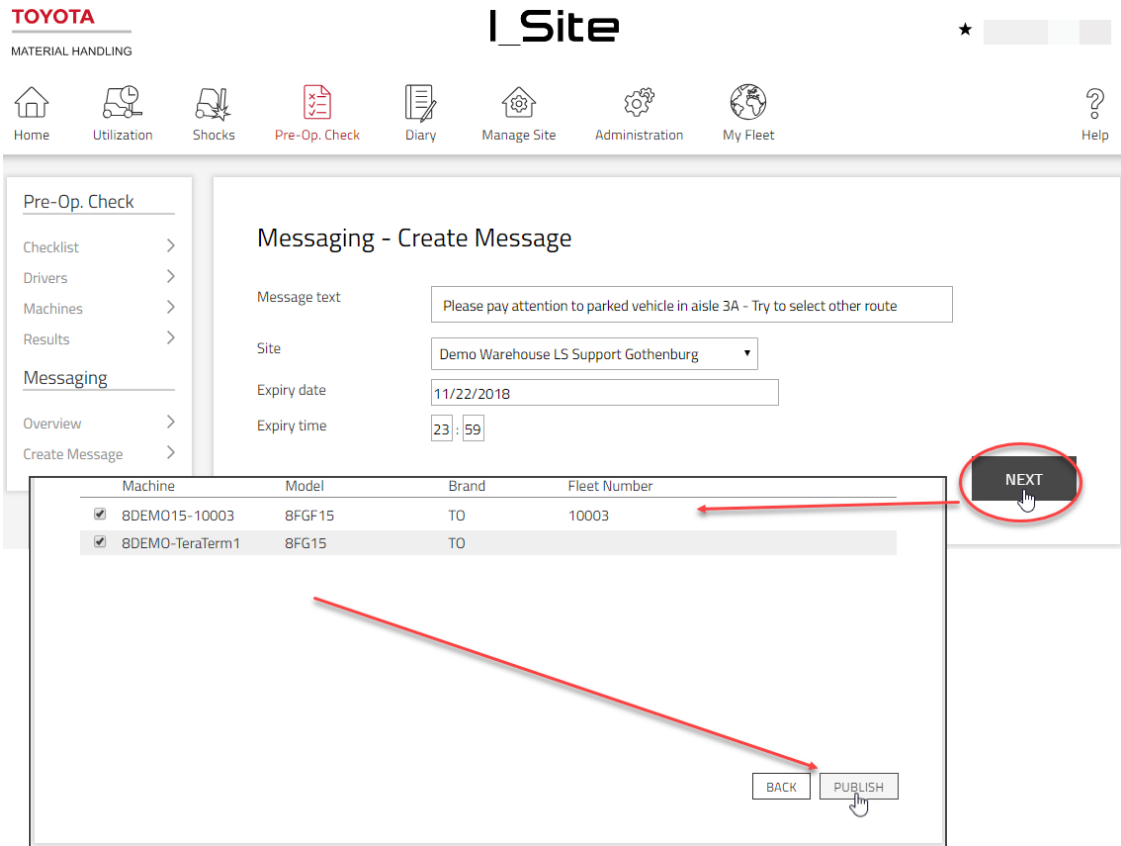 TOYOTA
MATERIAL HANDLING
I_Site
Home
Utilization
Shocks
Pre-Op. Check
Diary
Manage Site
Administration
My Fleet
Help
Pre-Op. Check
Checklist
Drivers
Machines
Results
Messaging
Overview
Create Message
Messaging - Create Message
Message text
Please pay attention to parked vehicle in aisle 3A - Try to select other route
Site
Demo Warehouse LS Support Gothenburg
Expiry date
11/22/2018
Expiry time
23 : 59
NEXT
Machine Model Brand Fleet Number
8DEMO15-10003 8FGF15 TO 10003
8DEMO-TeraTerm1 8FG15 TO
BACK PUBLISH